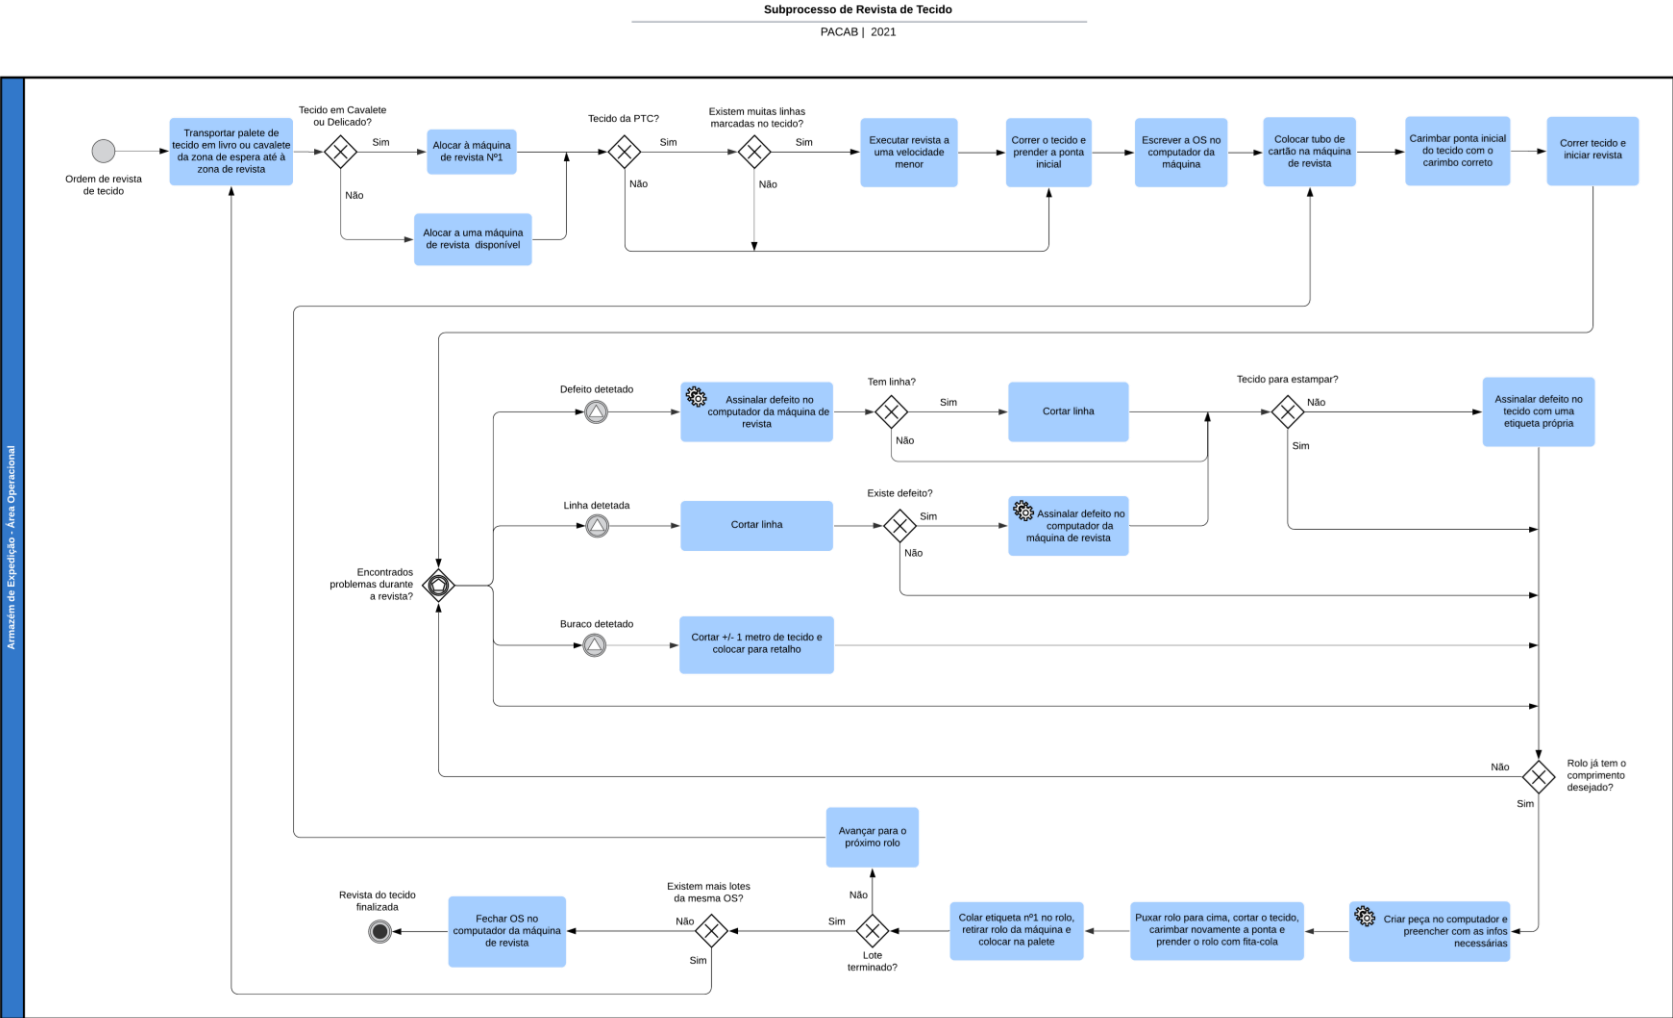 Subprocesso de Revista de Tecido
PACAB | 2021
Armazém de Expedição - Área Operacional
Ordem de revista
de tecido
Transportar palete de
tecido em livro ou cavalete
da zona de espera até à
zona de revista
Tecido em Cavalete
ou Delicado?
Sim
Não
Alocar à máquina
de revista Nº1
Alocar a uma máquina
de revista disponível
Tecido da PTC?
Sim
Não
Existem muitas linhas
marcadas no tecido?
Sim
Não
Executar revista a
uma velocidade
menor
Correr o tecido e
prender a ponta
inicial
Escrever a OS no
computador da
máquina
Colocar tubo de
cartão na máquina
de revista
Carimbar ponta inicial
do tecido com o
carimbo correto
Correr tecido e
iniciar revista
Encontrados
problemas durante
a revista?
Defeito detetado
Assinalar defeito no
computador da máquina de
revista
Tem linha?
Sim
Não
Cortar linha
Tecido para estampar?
Não
Sim
Assinalar defeito no
tecido com uma
etiqueta própria
Linha detetada
Cortar linha
Existe defeito?
Sim
Não
Assinalar defeito no
computador da
máquina de revista
Buraco detetado
Cortar +/- 1 metro de tecido e
colocar para retalho
Rolo já tem o
comprimento
desejado?
Não
Sim
Criar peça no computador e
preencher com as infos
necessárias
Puxar rolo para cima, cortar o tecido,
carimbar novamente a ponta e
prender o rolo com fita-cola
Colar etiqueta nº1 no rolo,
retirar rolo da máquina e
colocar na palete
Lote
terminado?
Não
Sim
Avançar para o
próximo rolo
Existem mais lotes
da mesma OS?
Não
Sim
Fechar OS no
computador da máquina
de revista
Revista do tecido
finalizada